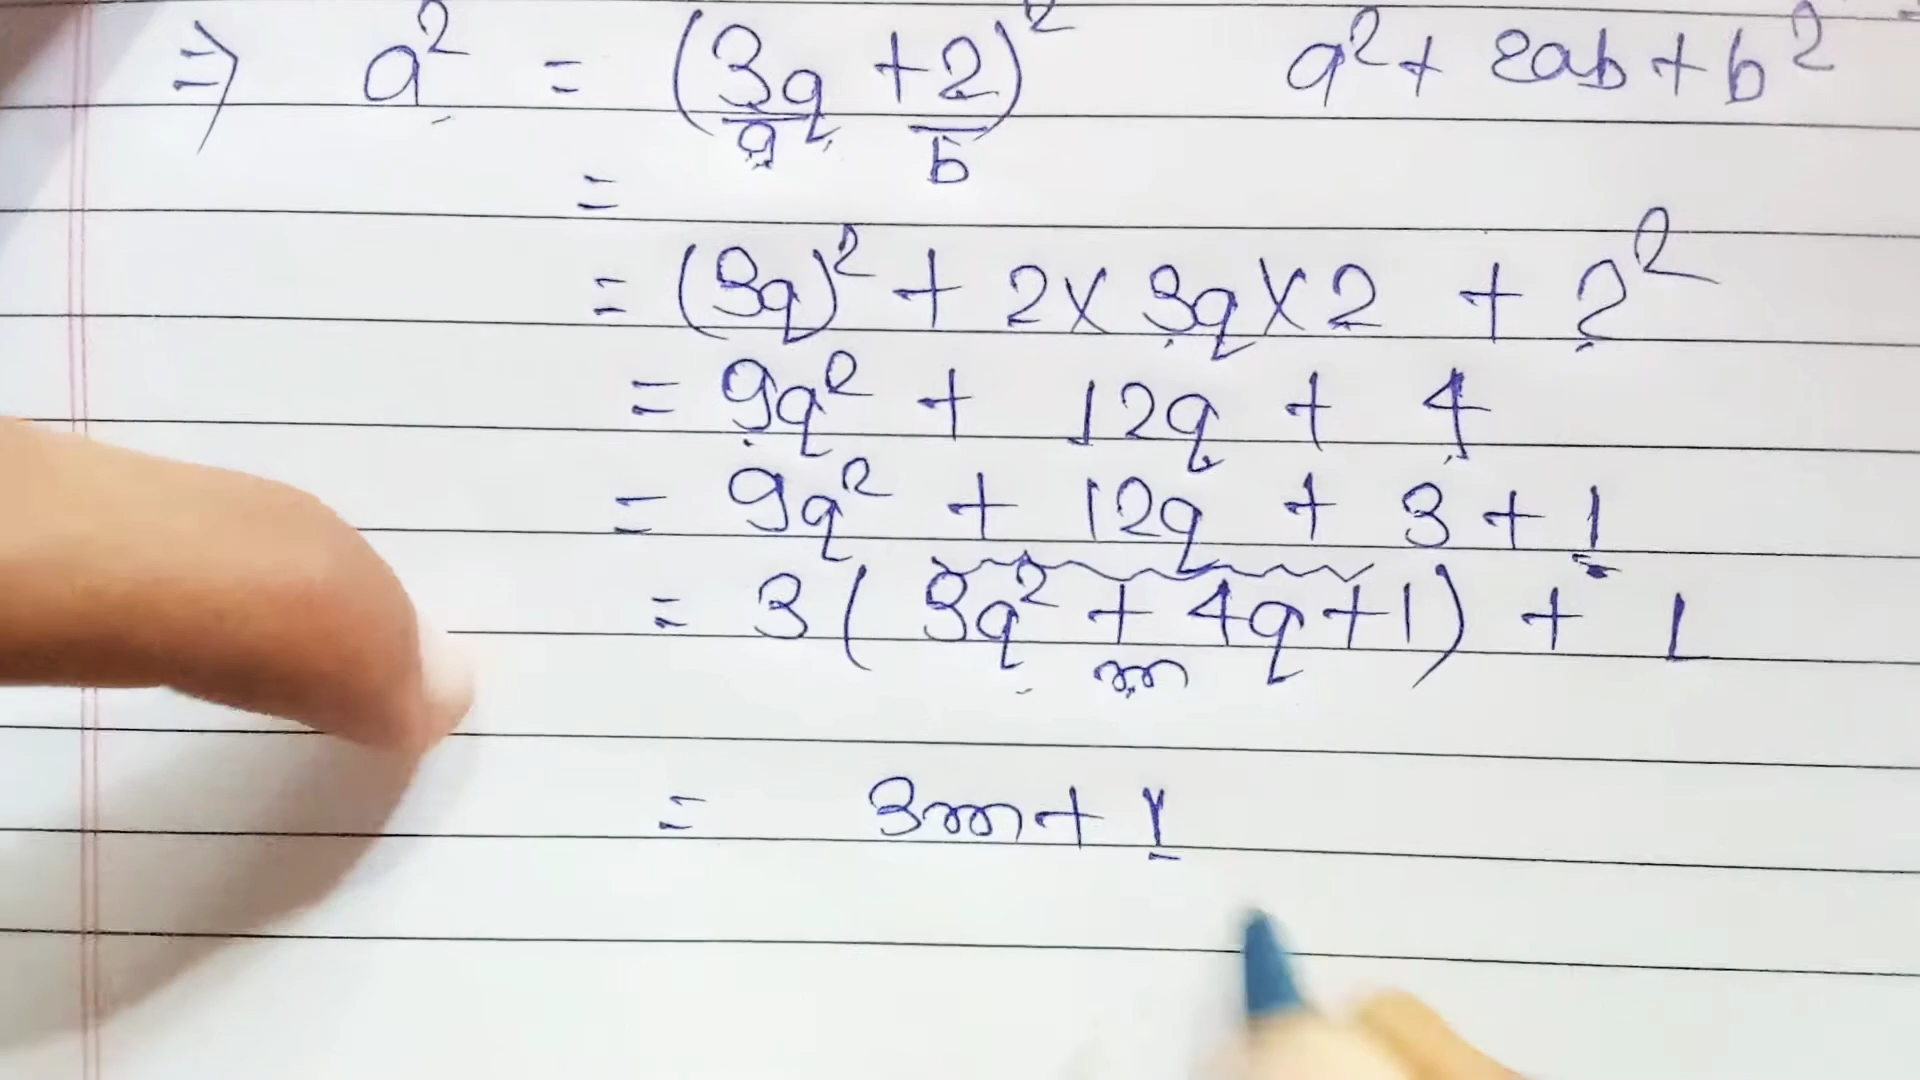 ⇒ a² = (3q + 2)² a² + 2ab + b²
a b
=
= (3q)² + 2 × 3q × 2 + 2²
= 9q² + 12q + 4
= 9q² + 12q + 3 + 1
= 3 ( 3q² + 4q + 1 ) + 1
m
= 3m + 1